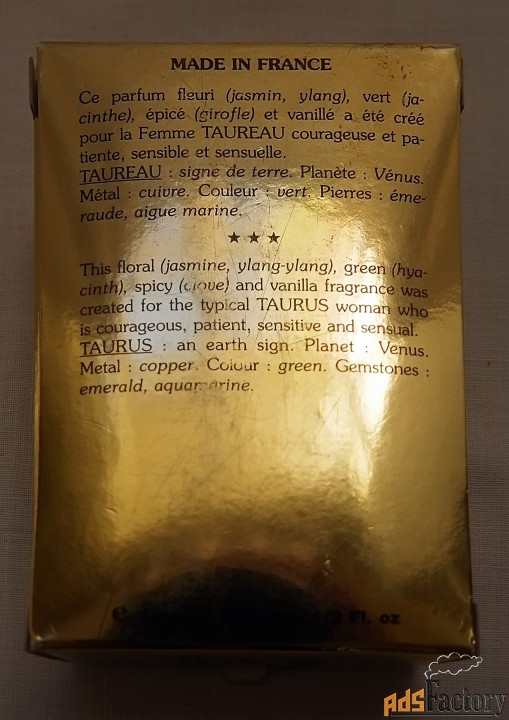 MADE IN FRANCE
Ce parfum fleuri (jasmin, ylang), vert (ja-
cinthe), épicé (girofle) et vanillé a été créé
pour la Femme TAUREAU courageuse et pa-
tiente, sensible et sensuelle.
TAUREAU : signe de terre. Planète : Vénus.
Métal : cuivre. Couleur : vert. Pierres : éme-
raude, aigue marine.
★★★
This floral (jasmine, ylang-ylang), green (hya-
cinth), spicy (clove) and vanilla fragrance was
created for the typical TAURUS woman who
is courageous, patient, sensitive and sensual.
TAURUS : an earth sign. Planet : Venus.
Metal : copper. Colour : green. Gemstones :
emerald, aquamarine.
e 1/2 Fl. oz
AdsFactory